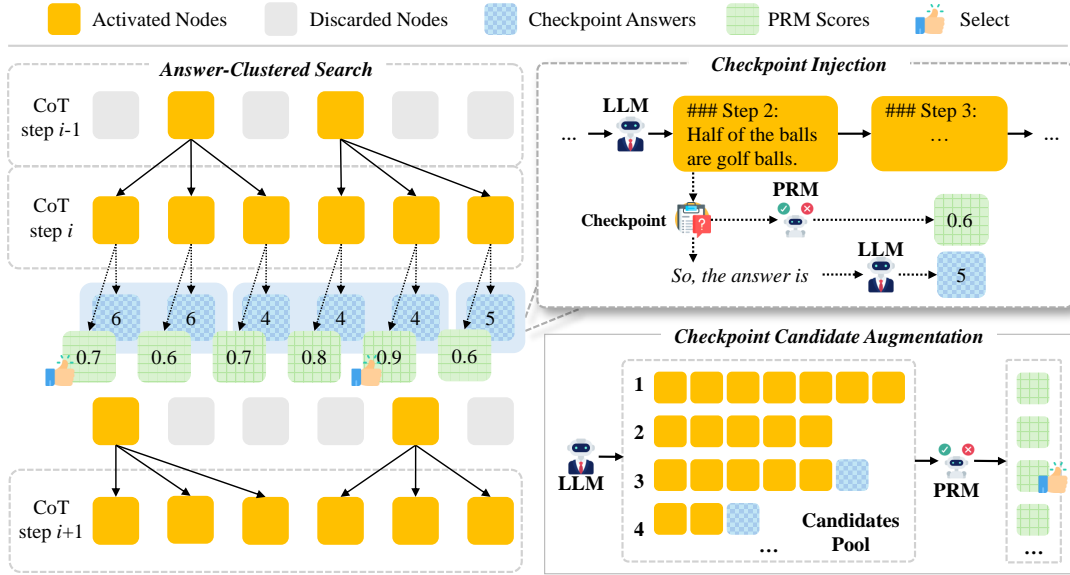 Activated Nodes
Discarded Nodes
Checkpoint Answers
PRM Scores
Select
Answer-Clustered Search
CoT
step i-1
CoT
step i
6
6
4
4
4
5
0.7
0.6
0.7
0.8
0.9
0.6
CoT
step i+1
Checkpoint Injection
...
LLM
### Step 2:
Half of the balls
are golf balls.
### Step 3:
...
...
Checkpoint
?
PRM
0.6
So, the answer is
LLM
5
Checkpoint Candidate Augmentation
LLM
1
2
3
4
...
Candidates
Pool
PRM
...